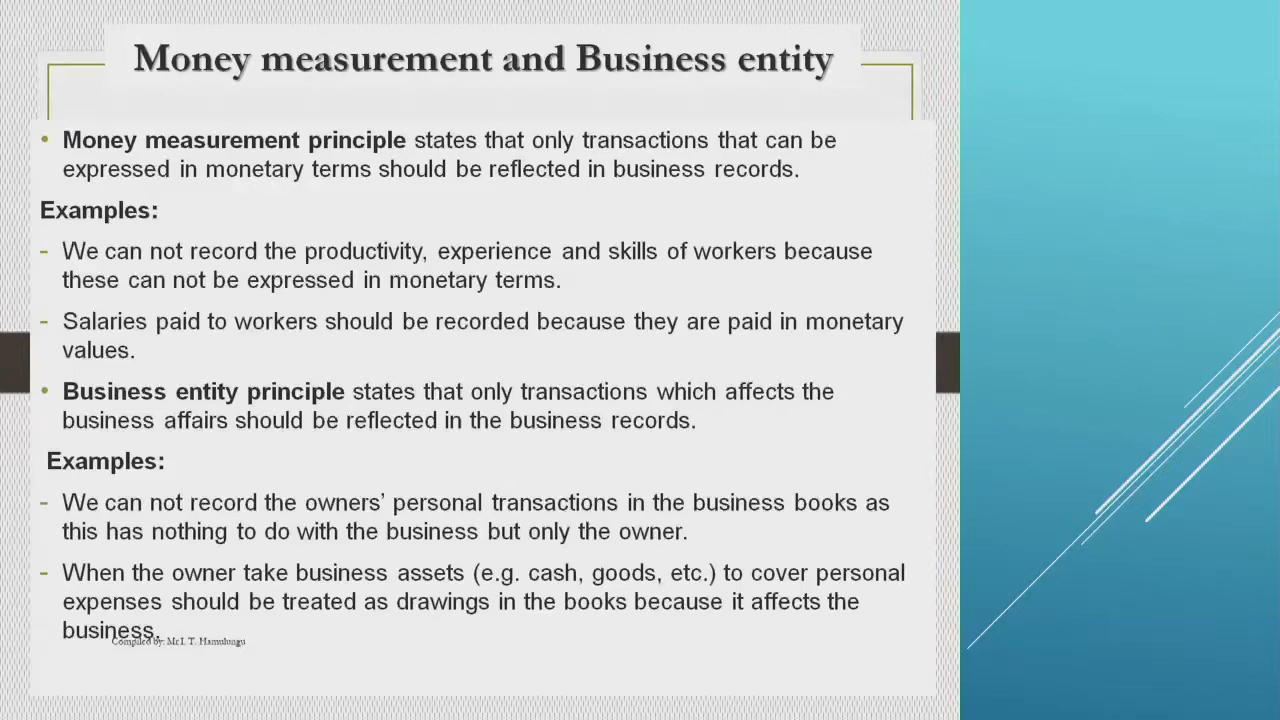 Money measurement and Business entity
• Money measurement principle states that only transactions that can be
expressed in monetary terms should be reflected in business records.
Examples:
- We can not record the productivity, experience and skills of workers because
these can not be expressed in monetary terms.
- Salaries paid to workers should be recorded because they are paid in monetary
values.
• Business entity principle states that only transactions which affects the
business affairs should be reflected in the business records.
Examples:
- We can not record the owners’ personal transactions in the business books as
this has nothing to do with the business but only the owner.
- When the owner take business assets (e.g. cash, goods, etc.) to cover personal
expenses should be treated as drawings in the books because it affects the
business.
Compiled by: Mr.I. T. Hamulungu